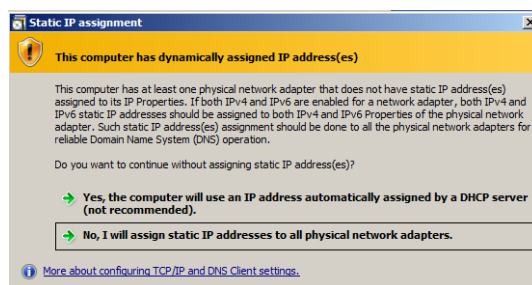 Static IP assignment
This computer has dynamically assigned IP address(es)
This computer has at least one physical network adapter that does not have static IP address(es)
assigned to its IP Properties. If both IPv4 and IPv6 are enabled for a network adapter, both IPv4 and
IPv6 static IP addresses should be assigned to both IPv4 and IPv6 Properties of the physical network
adapter. Such static IP address(es) assignment should be done to all the physical network adapters for
reliable Domain Name System (DNS) operation.
Do you want to continue without assigning static IP address(es)?
Yes, the computer will use an IP address automatically assigned by a DHCP server
(not recommended).
No, I will assign static IP addresses to all physical network adapters.
More about configuring TCP/IP and DNS Client settings.